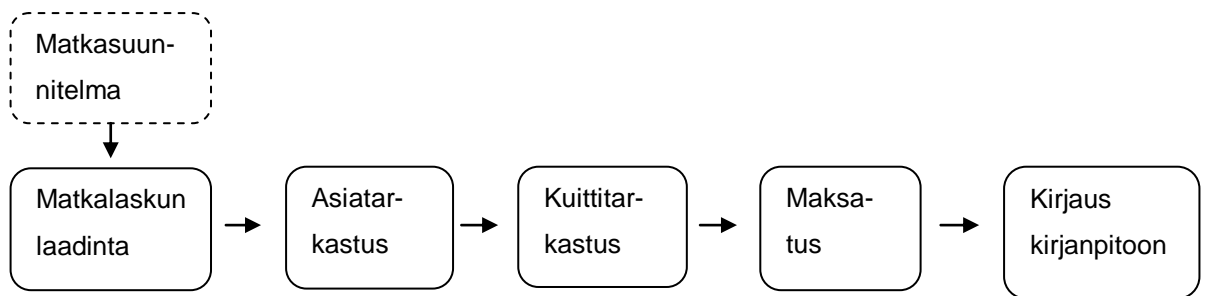 Matkasuun-
nitelma
Matkalaskun
laadinta
Asiatar-
kastus
Kuittitar-
kastus
Maksa-
tus
Kirjaus
kirjanpitoon